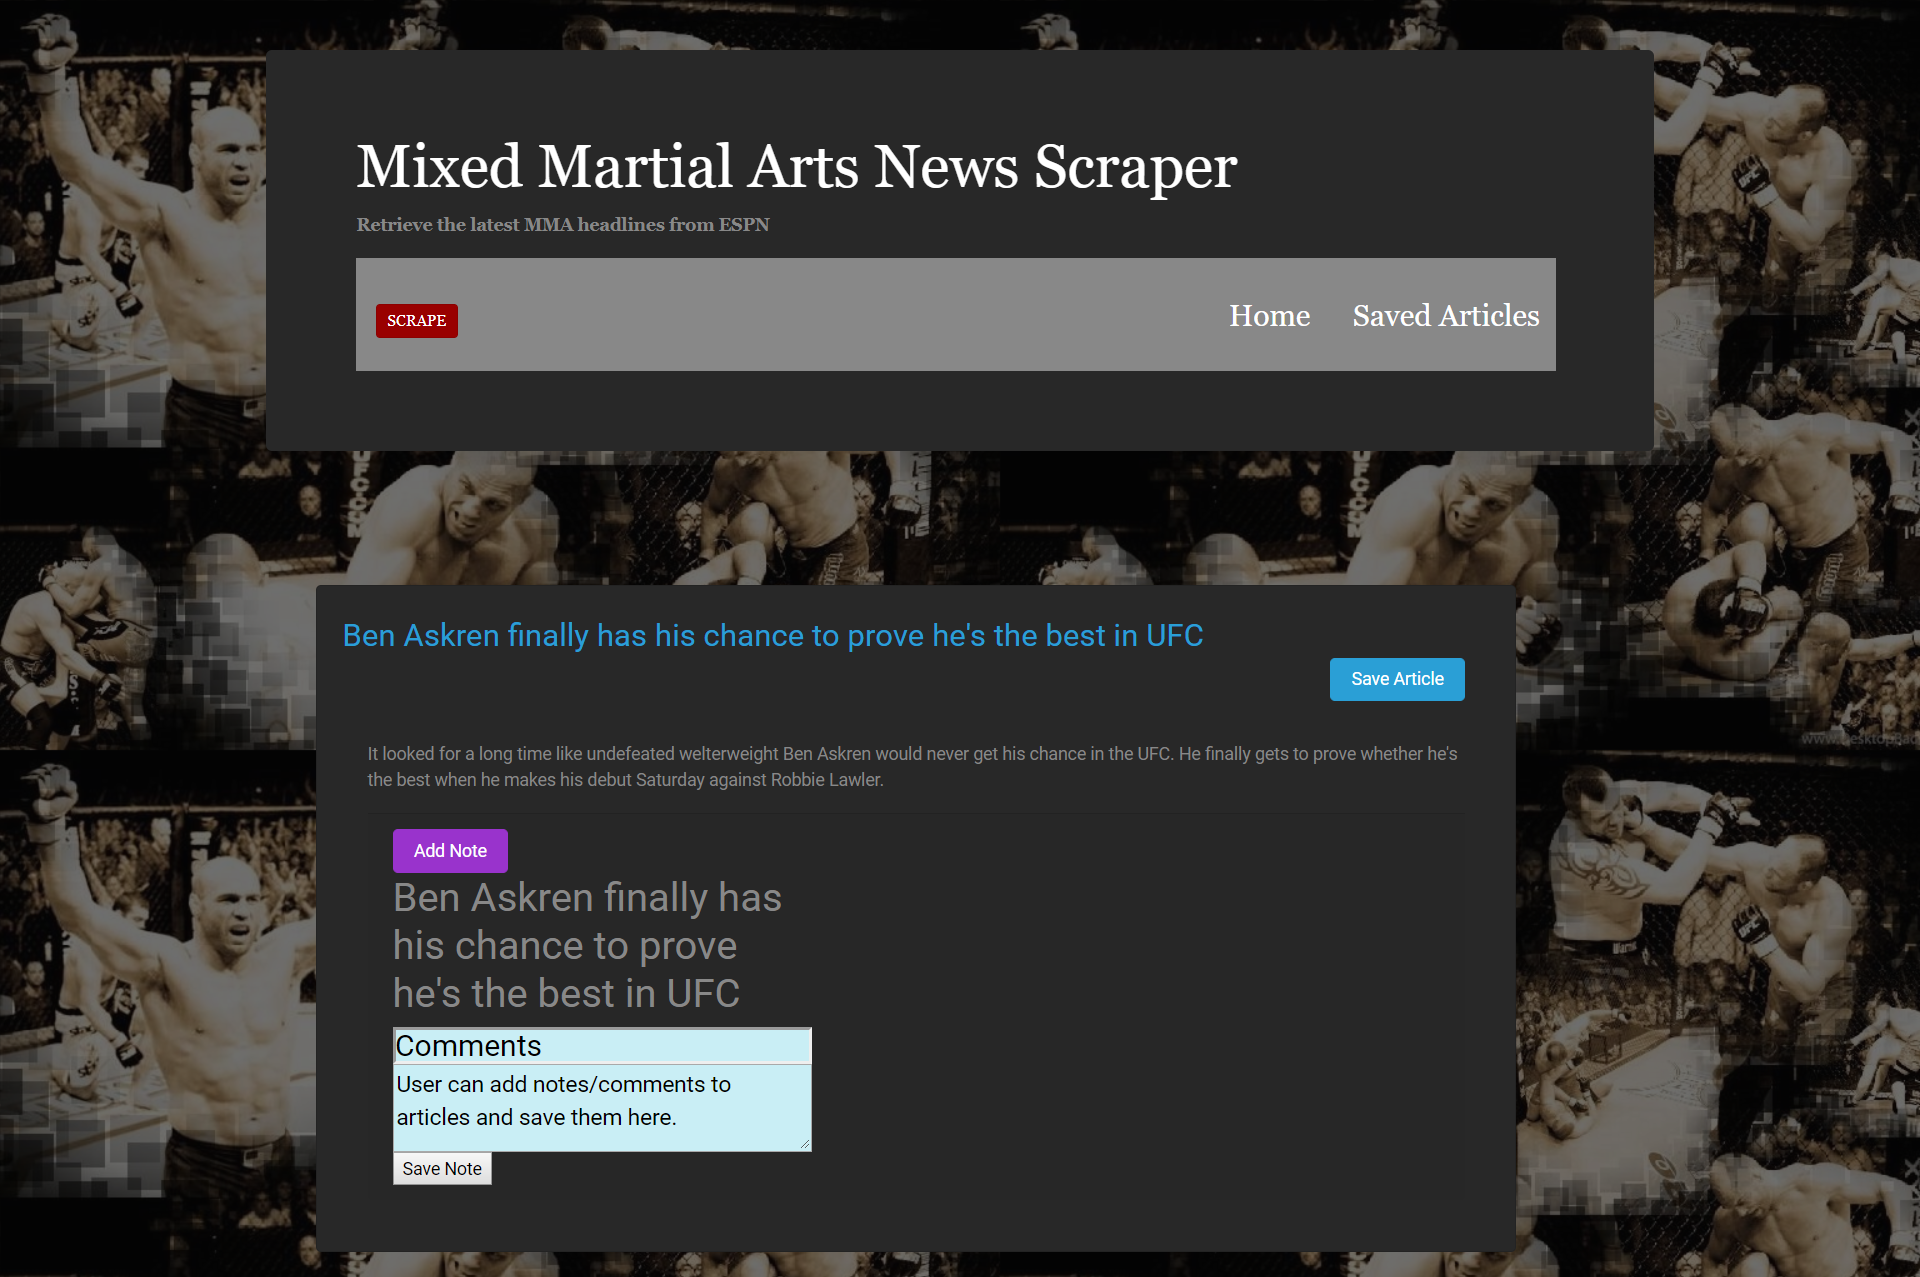 Mixed Martial Arts News Scraper
Retrieve the latest MMA headlines from ESPN
SCRAPE
Home
Saved Articles
Ben Askren finally has his chance to prove he's the best in UFC
Save Article
It looked for a long time like undefeated welterweight Ben Askren would never get his chance in the UFC. He finally gets to prove whether he's
the best when he makes his debut Saturday against Robbie Lawler.
Add Note
Ben Askren finally has
his chance to prove
he's the best in UFC
Comments
User can add notes/comments to
articles and save them here.
Save Note